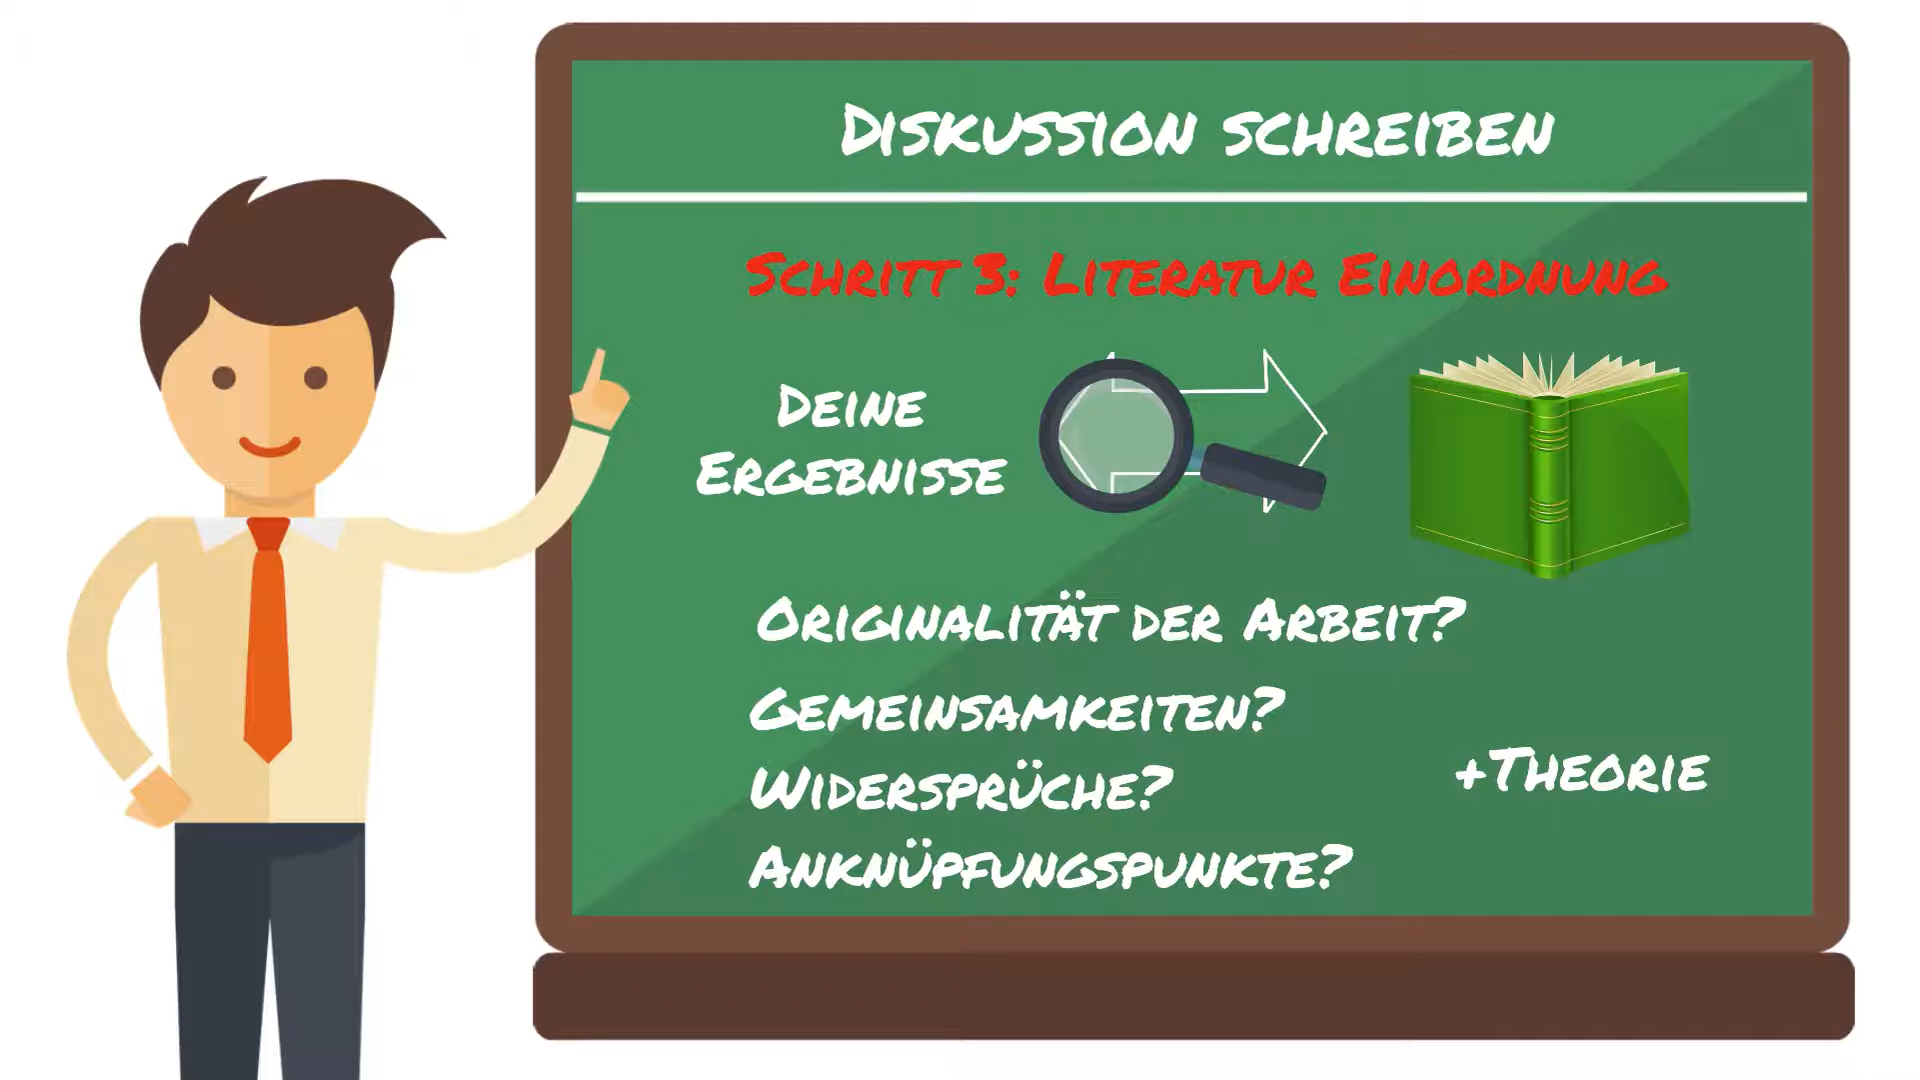 Diskussion schreiben
Schritt 3: Literatur Einordnung
Deine
Ergebnisse
Originalität der Arbeit?
Gemeinsamkeiten?
Widersprüche?
+Theorie
Anknüpfungspunkte?